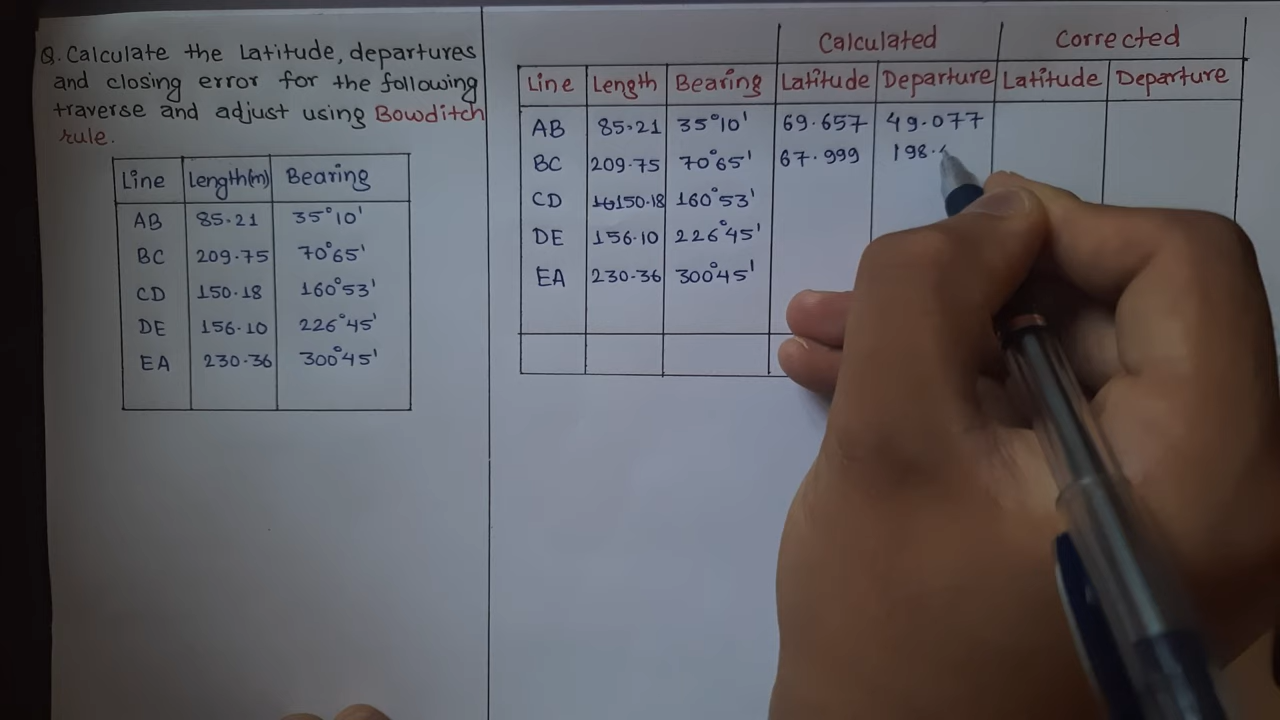 Q. Calculate the Latitude, departures
and closing error for the following
traverse and adjust using Bowditch
rule.
Line Length(m) Bearing
AB 85.21 35°10'
BC 209.75 70°65'
CD 150.18 160°53'
DE 156.10 226°45'
EA 230.36 300°45'
Calculated Corrected
Line Length Bearing Latitude Departure Latitude Departure
AB 85.21 35°10' 69.657 49.077
BC 209.75 70°65' 67.999 198.
CD 150.18 160°53'
DE 156.10 226°45'
EA 230.36 300°45'